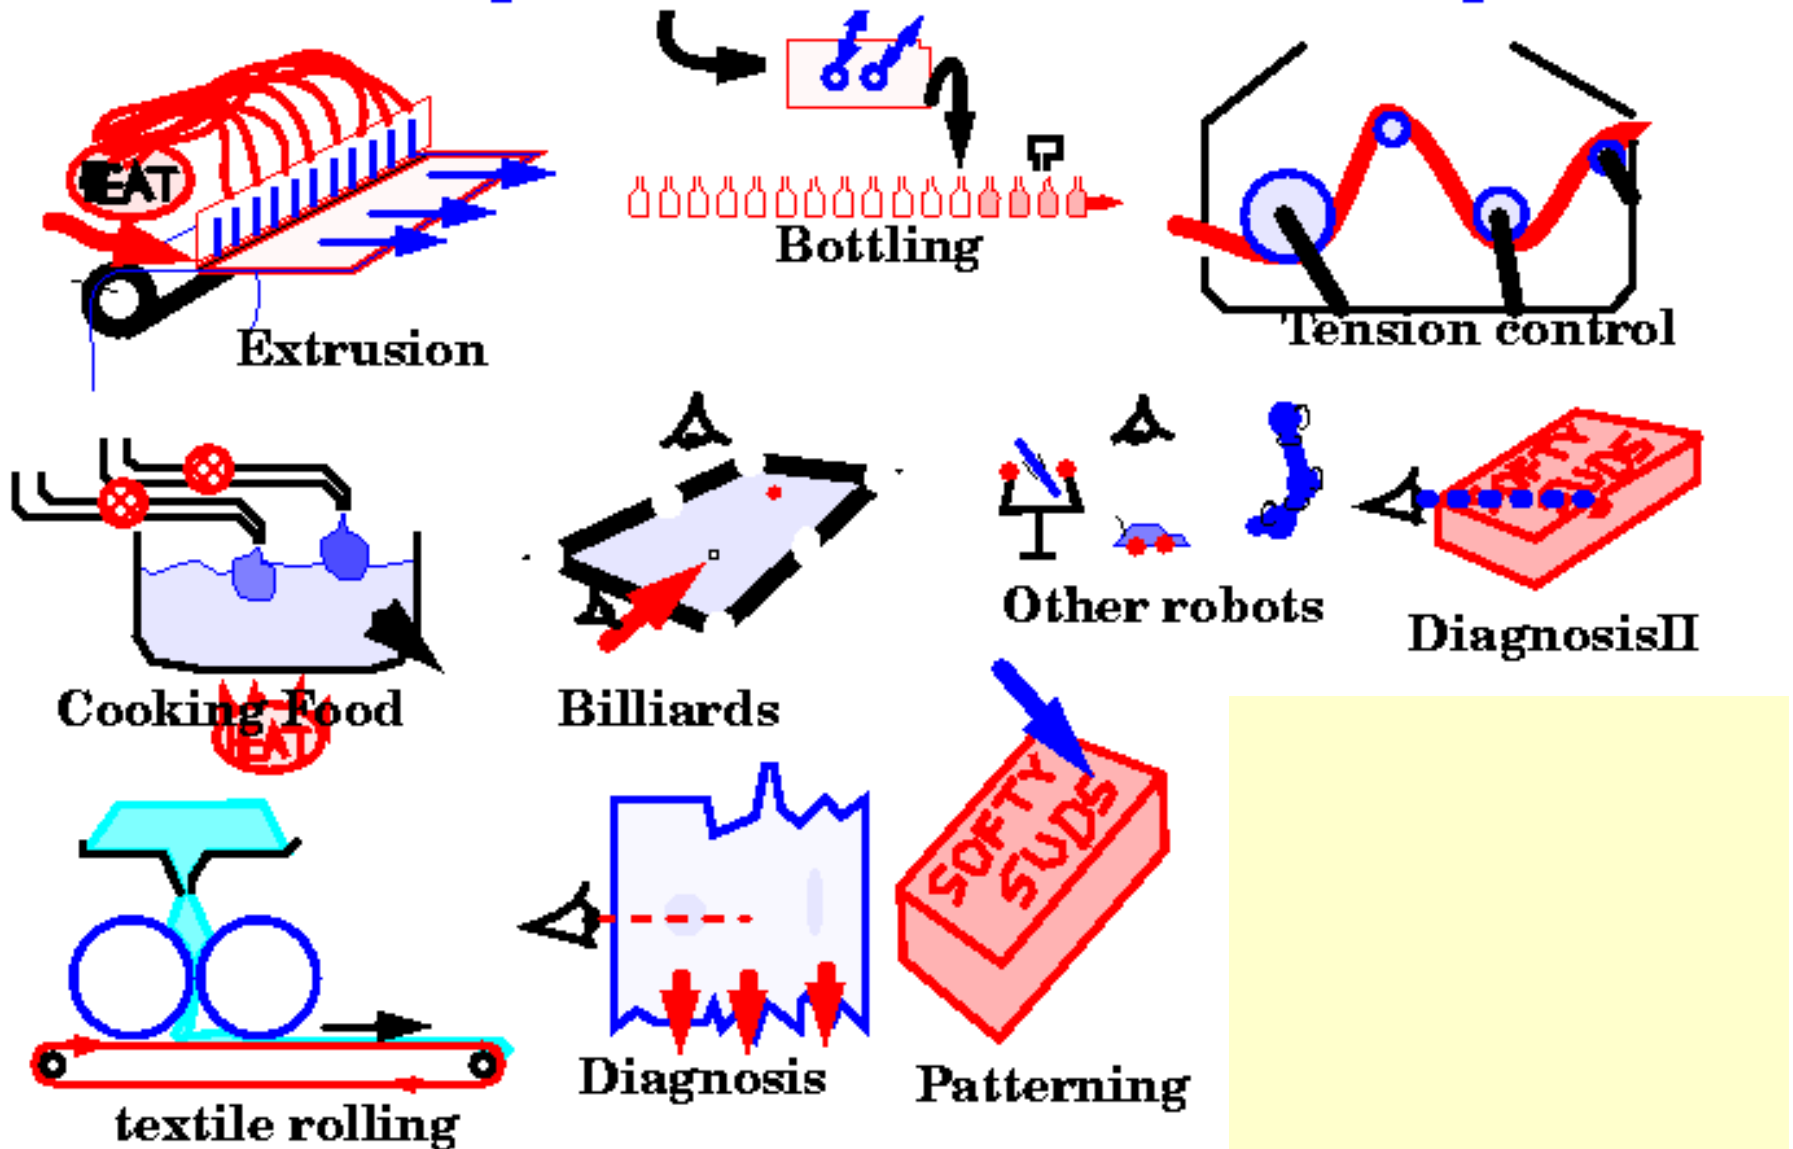 HEAT
Bottling
Extrusion
Tension control
SOFTY
SUDS
Other robots
DiagnosisII
Cooking Food
HEAT
Billiards
SOFTY
SUDS
Diagnosis
Patterning
textile rolling